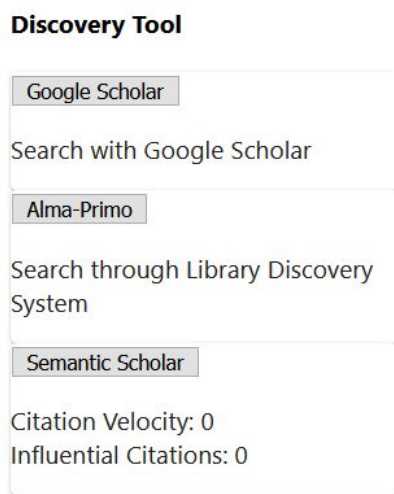 Discovery Tool
Google Scholar
Search with Google Scholar
Alma-Primo
Search through Library Discovery
System
Semantic Scholar
Citation Velocity: 0
Influential Citations: 0